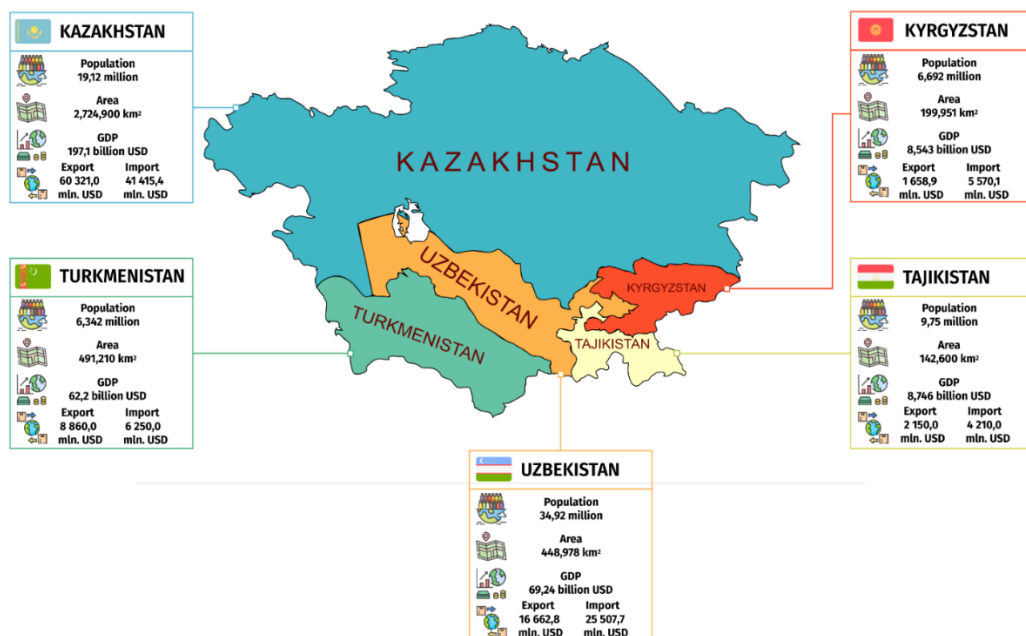 KAZAKHSTAN
Population
19,12 million
Area
2,724,900 km²
GDP
197,1 billion USD
Export Import
60 321,0 41 415,4
mln. USD mln. USD
KYRGYZSTAN
Population
6,692 million
Area
199,951 km²
GDP
8,543 billion USD
Export Import
1 658,9 5 570,1
mln. USD mln. USD
KAZAKHSTAN
UZBEKISTAN
TURKMENISTAN
KYRGYZSTAN
TAJIKISTAN
TURKMENISTAN
Population
6,342 million
Area
491,210 km²
GDP
62,2 billion USD
Export Import
8 860,0 6 250,0
mln. USD mln. USD
TAJIKISTAN
Population
9,75 million
Area
142,600 km²
GDP
8,746 billion USD
Export Import
2 150,0 4 210,0
mln. USD mln. USD
UZBEKISTAN
Population
34,92 million
Area
448,978 km²
GDP
69,24 billion USD
Export Import
16 662,8 25 507,7
mln. USD mln. USD